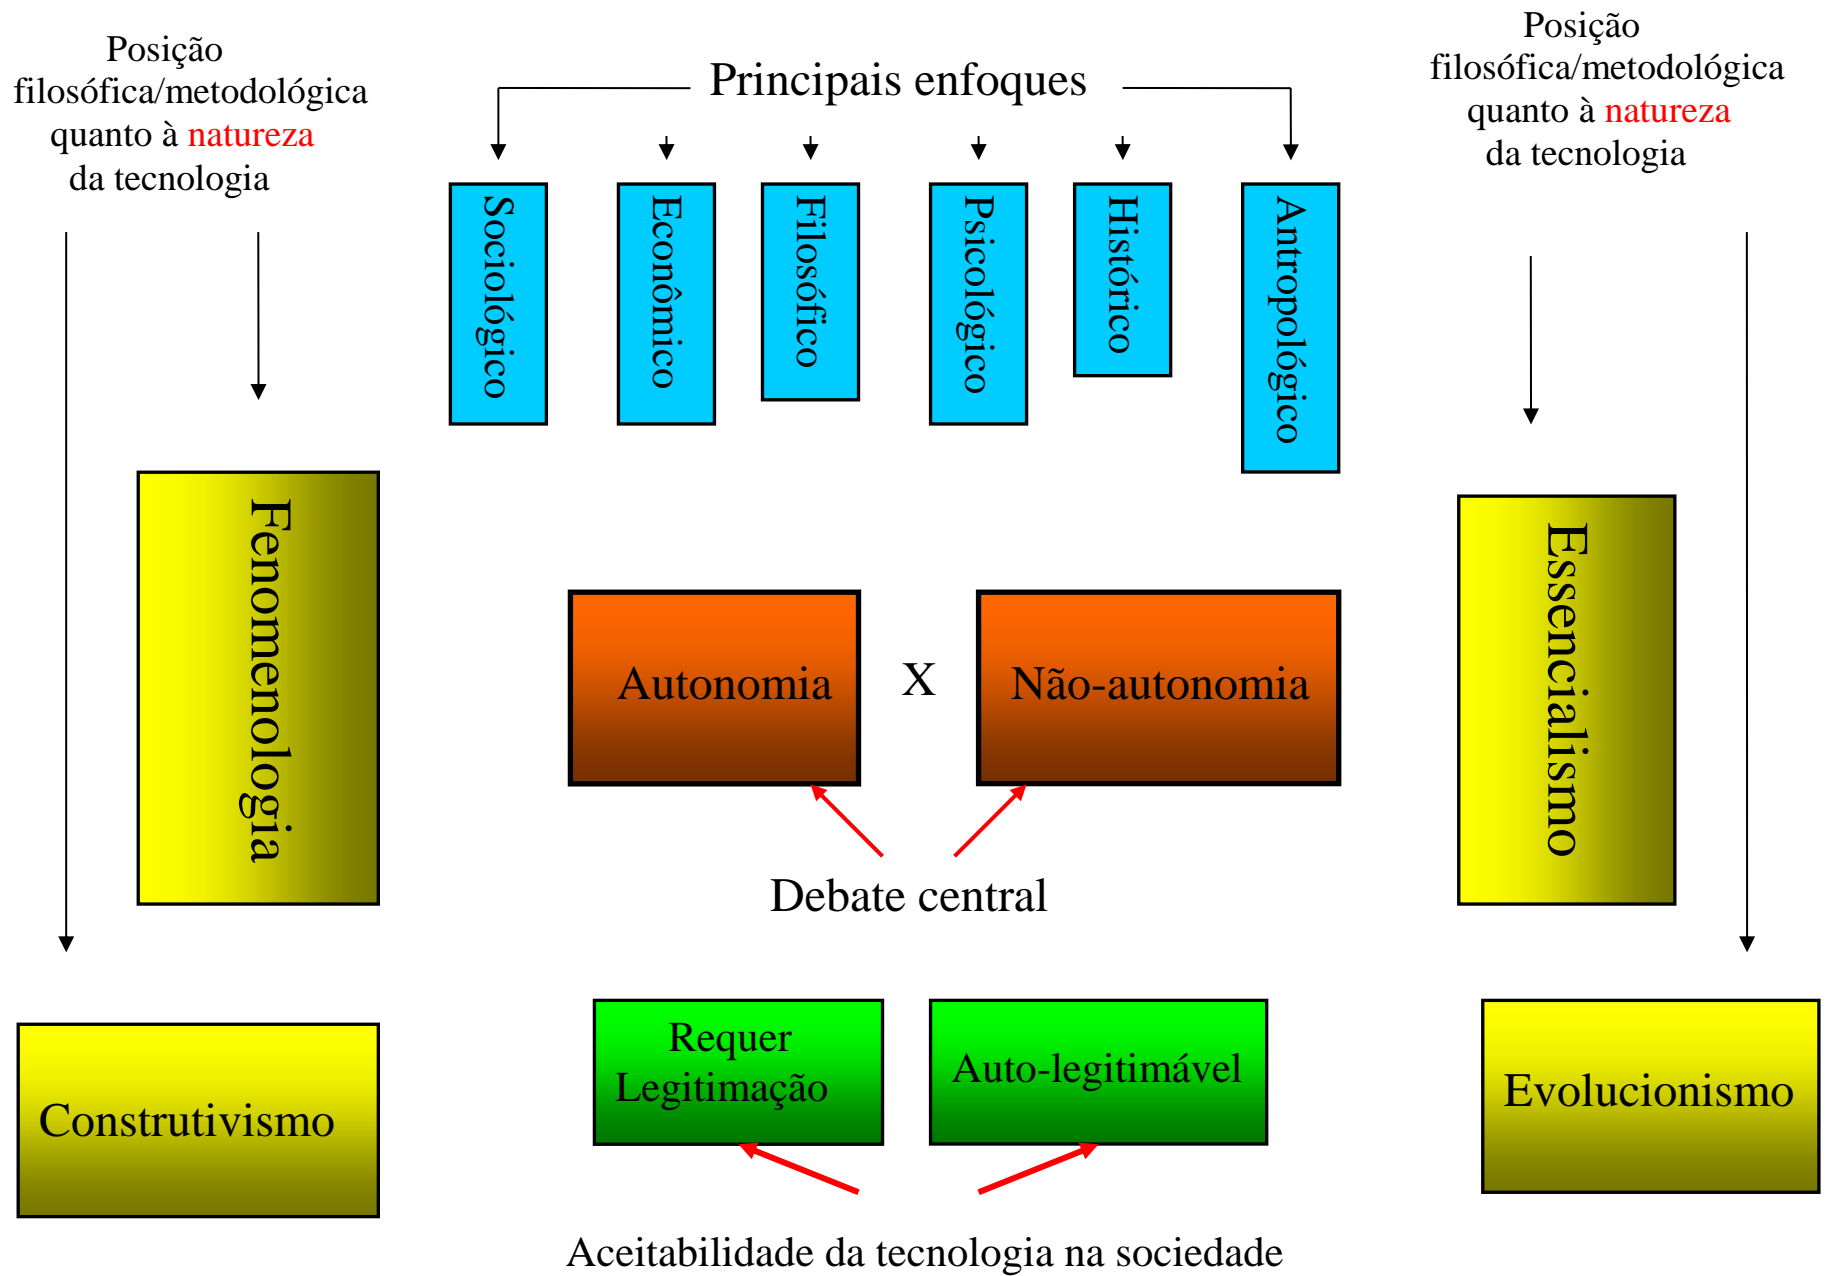 Posição
filosófica/metodológica
quanto à natureza
da tecnologia
Principais enfoques
Posição
filosófica/metodológica
quanto à natureza
da tecnologia
Sociológico
Econômico
Filosófico
Psicológico
Histórico
Antropológico
Fenomenologia
Essencialismo
Autonomia
X
Não-autonomia
Debate central
Construtivismo
Requer
Legitimação
Auto-legitimável
Evolucionismo
Aceitabilidade da tecnologia na sociedade